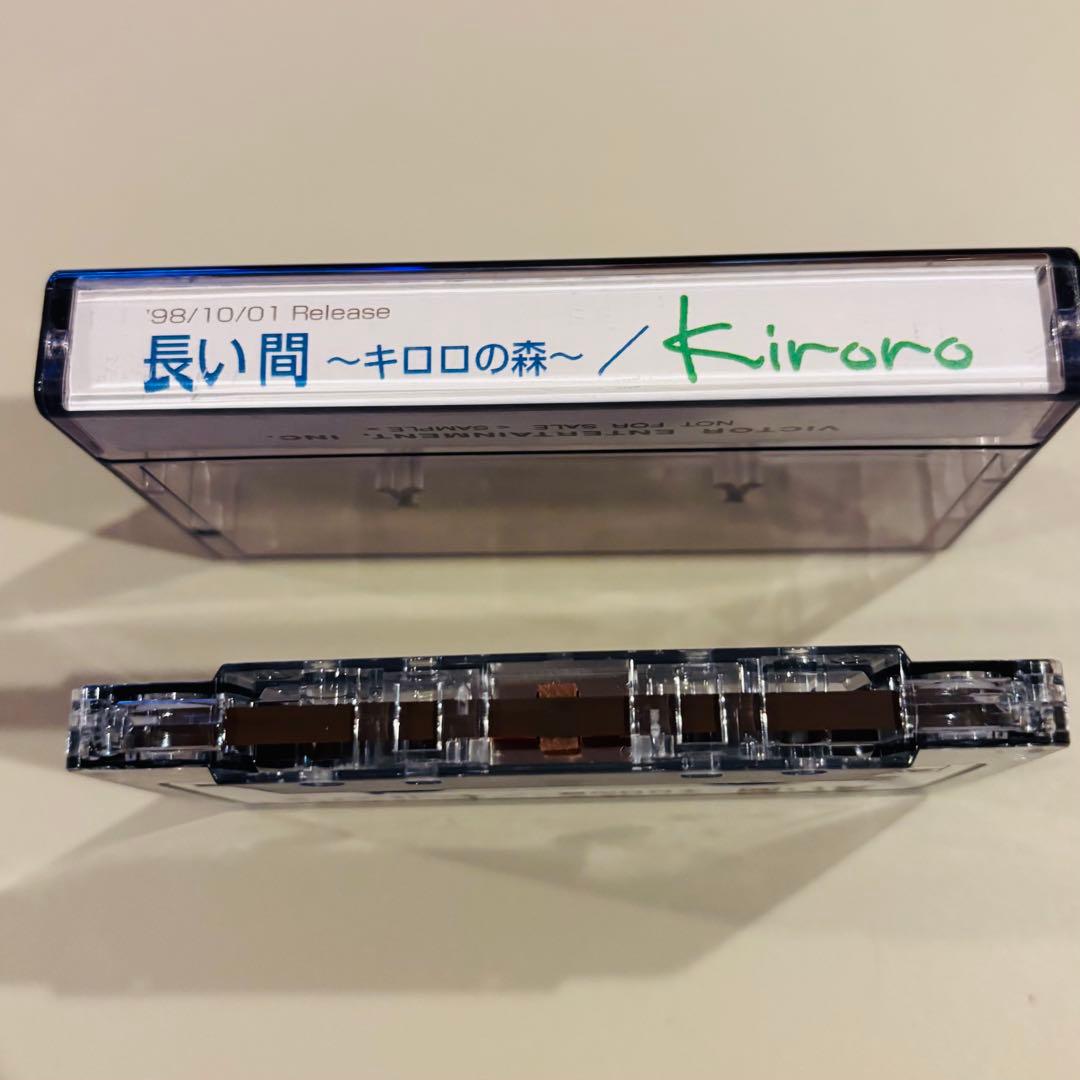 '98/10/01 Release
長い間 〜キロロの森〜 / Kiroro
VICTOR ENTERTAINMENT, INC.
NOT FOR SALE < SAMPLE >